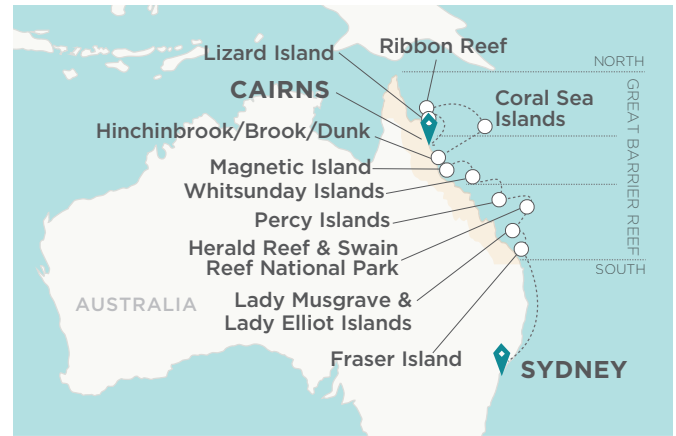 Ribbon Reef
Lizard Island
NORTH
CAIRNS
Coral Sea
Islands
GREAT BARRIER REEF
Hinchinbrook/Brook/Dunk
Magnetic Island
Whitsunday Islands
Percy Islands
Herald Reef & Swain
Reef National Park
SOUTH
AUSTRALIA
Lady Musgrave &
Lady Elliot Islands
Fraser Island
SYDNEY